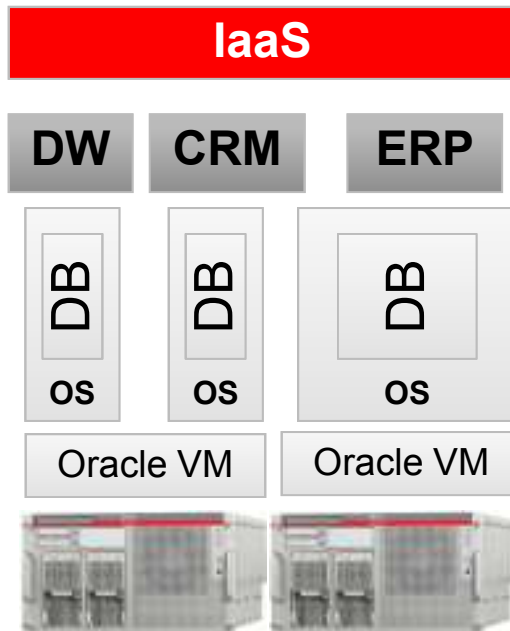 IaaS
DW CRM ERP
DB DB DB
OS OS OS
Oracle VM Oracle VM